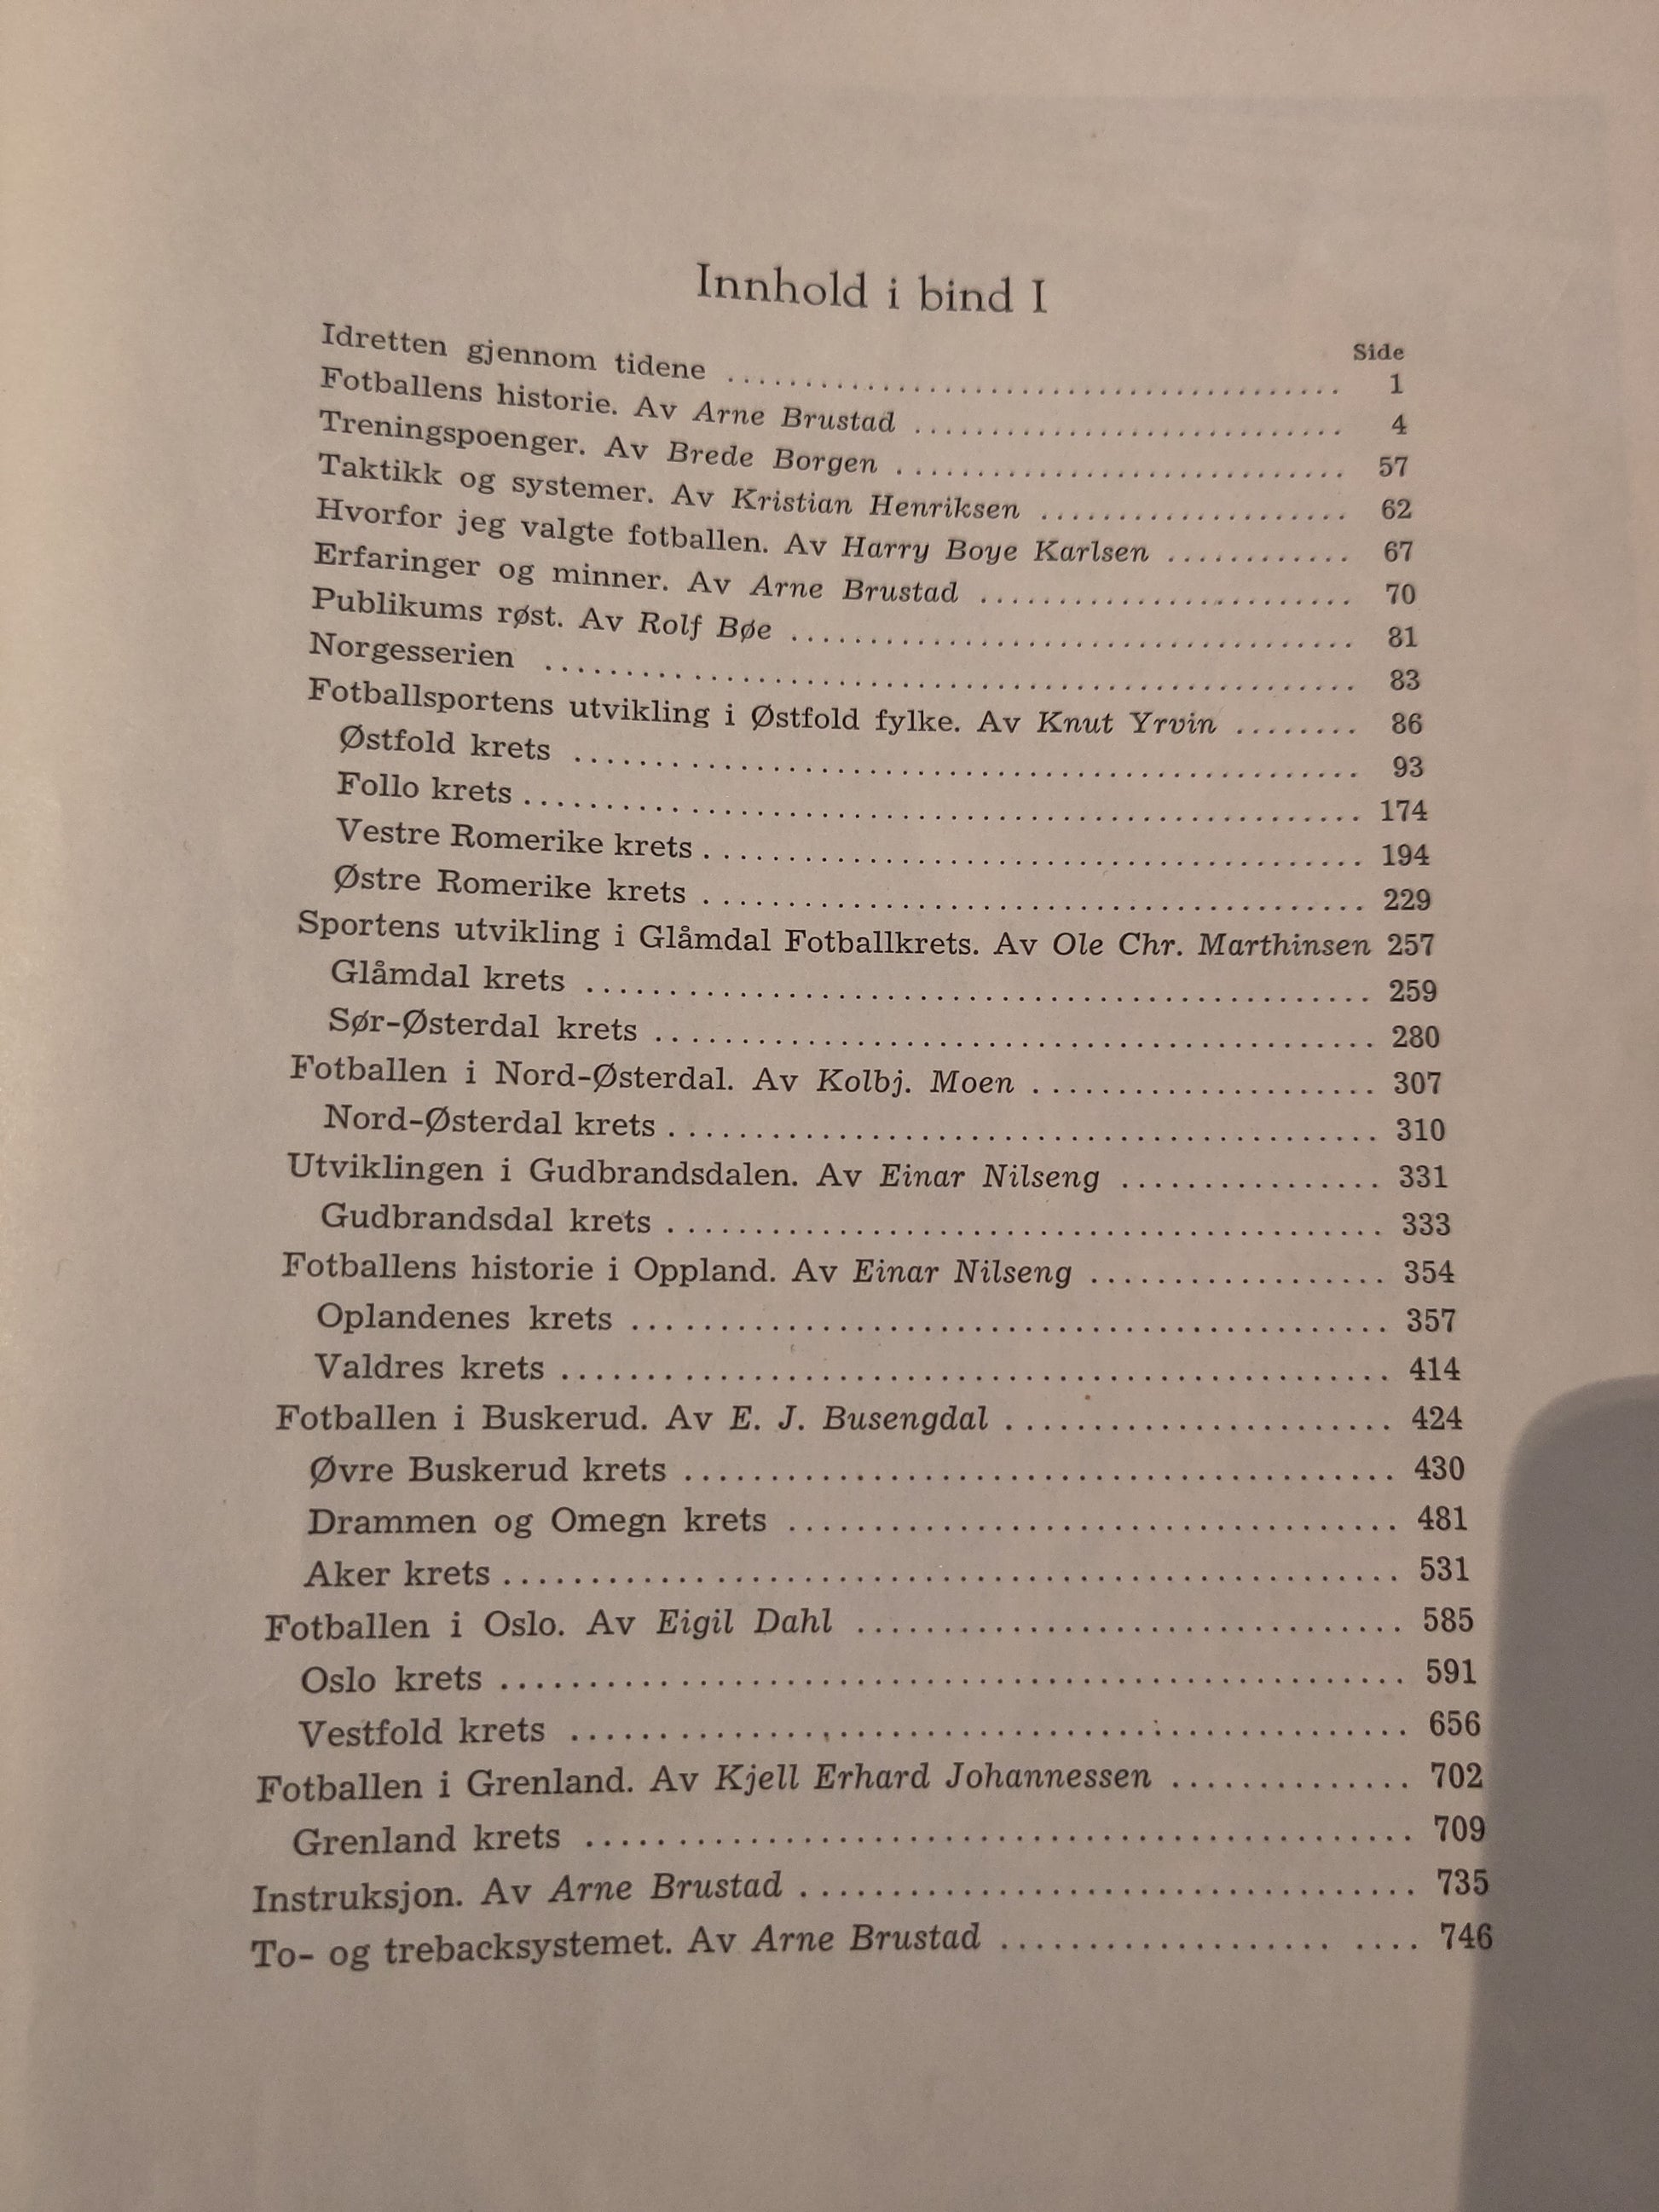 Innhold i bind I
Side
Idretten gjennom tidene ........................................ 1
Fotballens historie. Av Arne Brustad ............................ 4
Treningspoenger. Av Brede Borgen ............................. 57
Taktikk og systemer. Av Kristian Henriksen .................... 62
Hvorfor jeg valgte fotballen. Av Harry Boye Karlsen ............ 67
Erfaringer og minner. Av Arne Brustad ........................ 70
Publikums røst. Av Rolf Bøe .................................... 81
Norgesserien .................................................... 83
Fotballsportens utvikling i Østfold fylke. Av Knut Yrvin ........ 86
Østfold krets .................................................. 93
Follo krets ..................................................... 174
Vestre Romerike krets .......................................... 194
Østre Romerike krets .......................................... 229
Sportens utvikling i Glåmdal Fotballkrets. Av Ole Chr. Marthinsen 257
Glåmdal krets ................................................ 259
Sør-Østerdal krets ............................................ 280
Fotballen i Nord-Østerdal. Av Kolbj. Moen .................... 307
Nord-Østerdal krets .......................................... 310
Utviklingen i Gudbrandsdalen. Av Einar Nilseng ................ 331
Gudbrandsdal krets .......................................... 333
Fotballens historie i Oppland. Av Einar Nilseng .................. 354
Oplandenes krets ............................................ 357
Valdres krets ................................................ 414
Fotballen i Buskerud. Av E. J. Busengdal ........................ 424
Øvre Buskerud krets .......................................... 430
Drammen og Omegn krets .................................... 481
Aker krets .................................................... 531
Fotballen i Oslo. Av Eigil Dahl ................................ 585
Oslo krets .................................................... 591
Vestfold krets ................................................ 656
Fotballen i Grenland. Av Kjell Erhard Johannessen .............. 702
Grenland krets ................................................ 709
Instruksjon. Av Arne Brustad .................................... 735
To- og trebacksystemet. Av Arne Brustad .................... .... 746